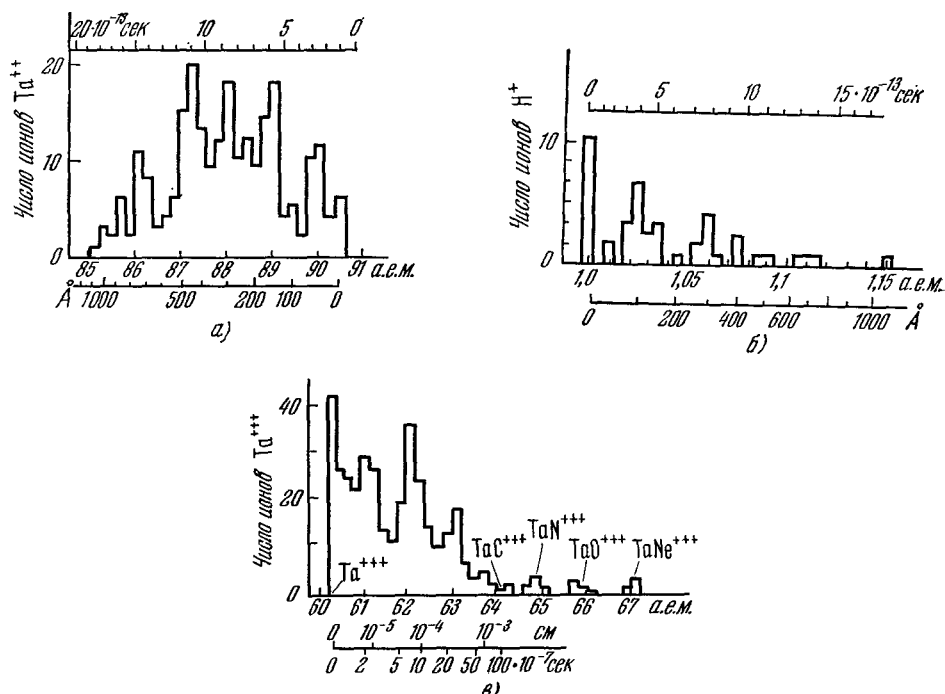 20·10⁻¹³сек 10 5 0
Число ионов Ta⁺⁺
20
10
0
85 86 87 88 89 90 91 а.е.м.
Å 1000 500 200 100 0
а)
0 5 10 15·10⁻¹³сек
Число ионов H⁺
10
0
1,0 1,05 1,1 1,15 а.е.м.
0 200 400 600 1000 Å
б)
Число ионов Ta⁺⁺⁺
40
20
0
Ta⁺⁺⁺
TaC⁺⁺⁺
TaN⁺⁺⁺
TaO⁺⁺⁺
TaNe⁺⁺⁺
60 61 62 63 64 65 66 67 а.е.м.
0 10⁻⁵ 10⁻⁴ 10⁻³ см
0 2 5 10 20 50 100·10⁻⁷сек
в)